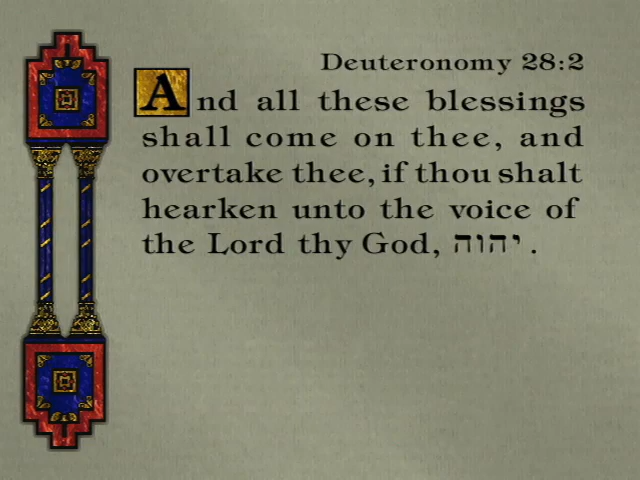 Deuteronomy 28:2
And all these blessings
shall come on thee, and
overtake thee, if thou shalt
hearken unto the voice of
the Lord thy God, יהוה.